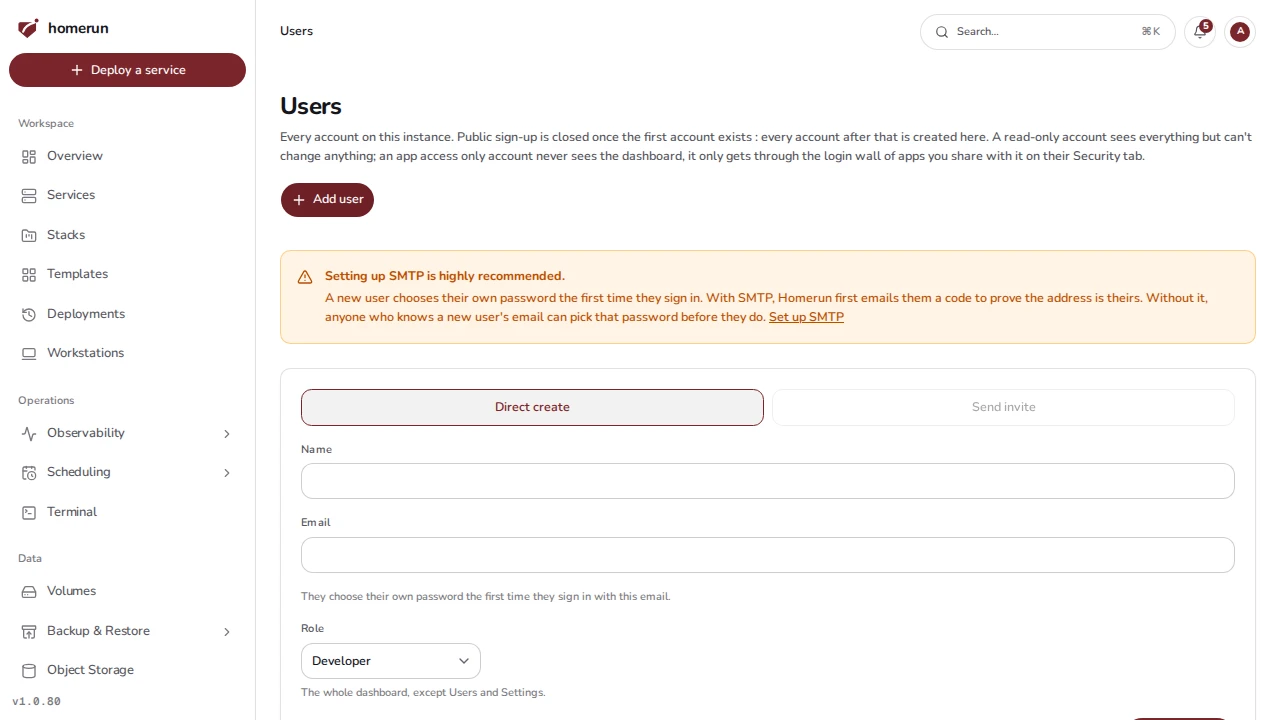 homerun
Deploy a service
Workspace
Overview
Services
Stacks
Templates
Deployments
Workstations
Operations
Observability
Scheduling
Terminal
Data
Volumes
Backup & Restore
Object Storage
v1.0.80
Users
Search...
⌘K
5
A
Users
Every account on this instance. Public sign-up is closed once the first account exists : every account after that is created here. A read-only account sees everything but can't
change anything; an app access only account never sees the dashboard, it only gets through the login wall of apps you share with it on their Security tab.
Add user
Setting up SMTP is highly recommended.
A new user chooses their own password the first time they sign in. With SMTP, Homerun first emails them a code to prove the address is theirs. Without it,
anyone who knows a new user's email can pick that password before they do. Set up SMTP
Direct create
Send invite
Name
Email
They choose their own password the first time they sign in with this email.
Role
Developer
The whole dashboard, except Users and Settings.